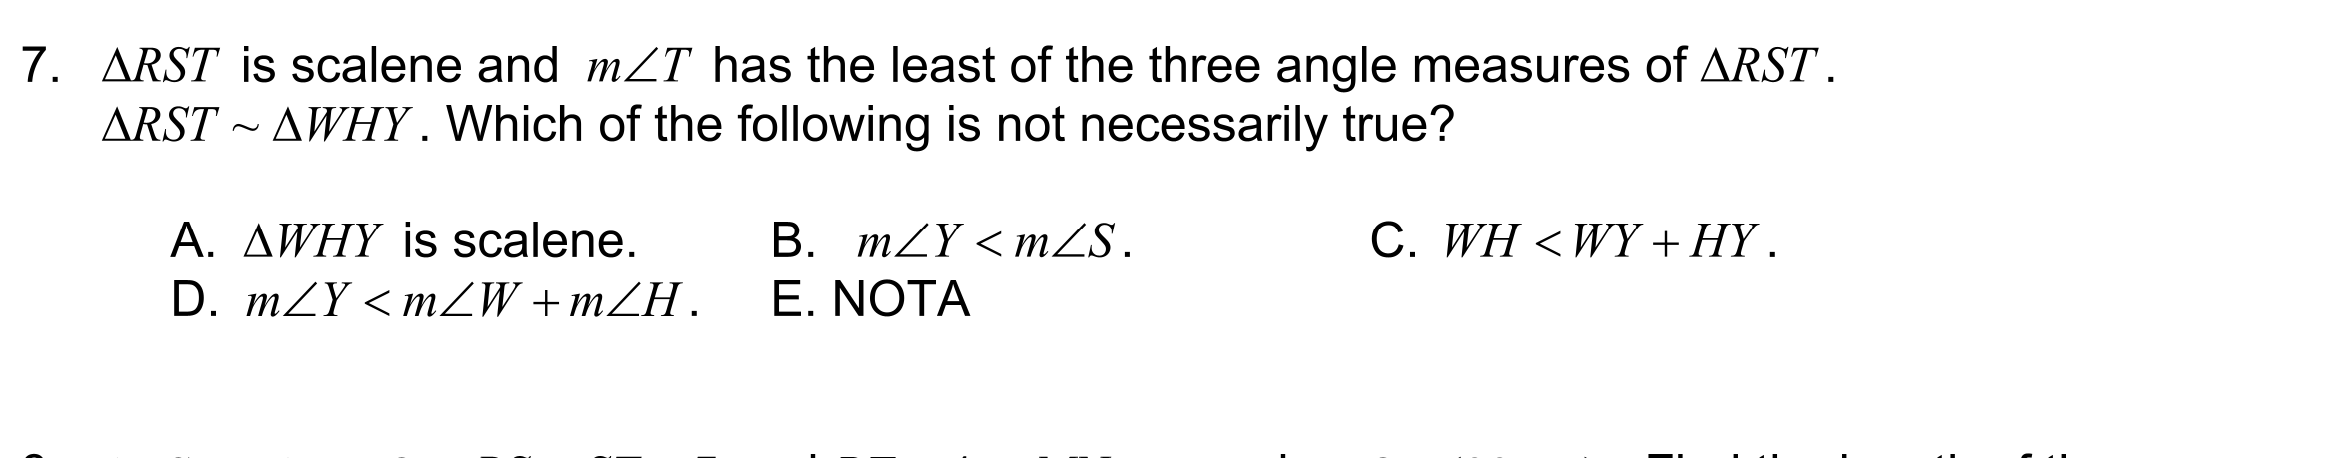 7. ΔRST is scalene and m∠T has the least of the three angle measures of ΔRST.
ΔRST ~ ΔWHY. Which of the following is not necessarily true?
A. ΔWHY is scalene. B. m∠Y < m∠S. C. WH < WY + HY.
D. m∠Y < m∠W + m∠H. E. NOTA